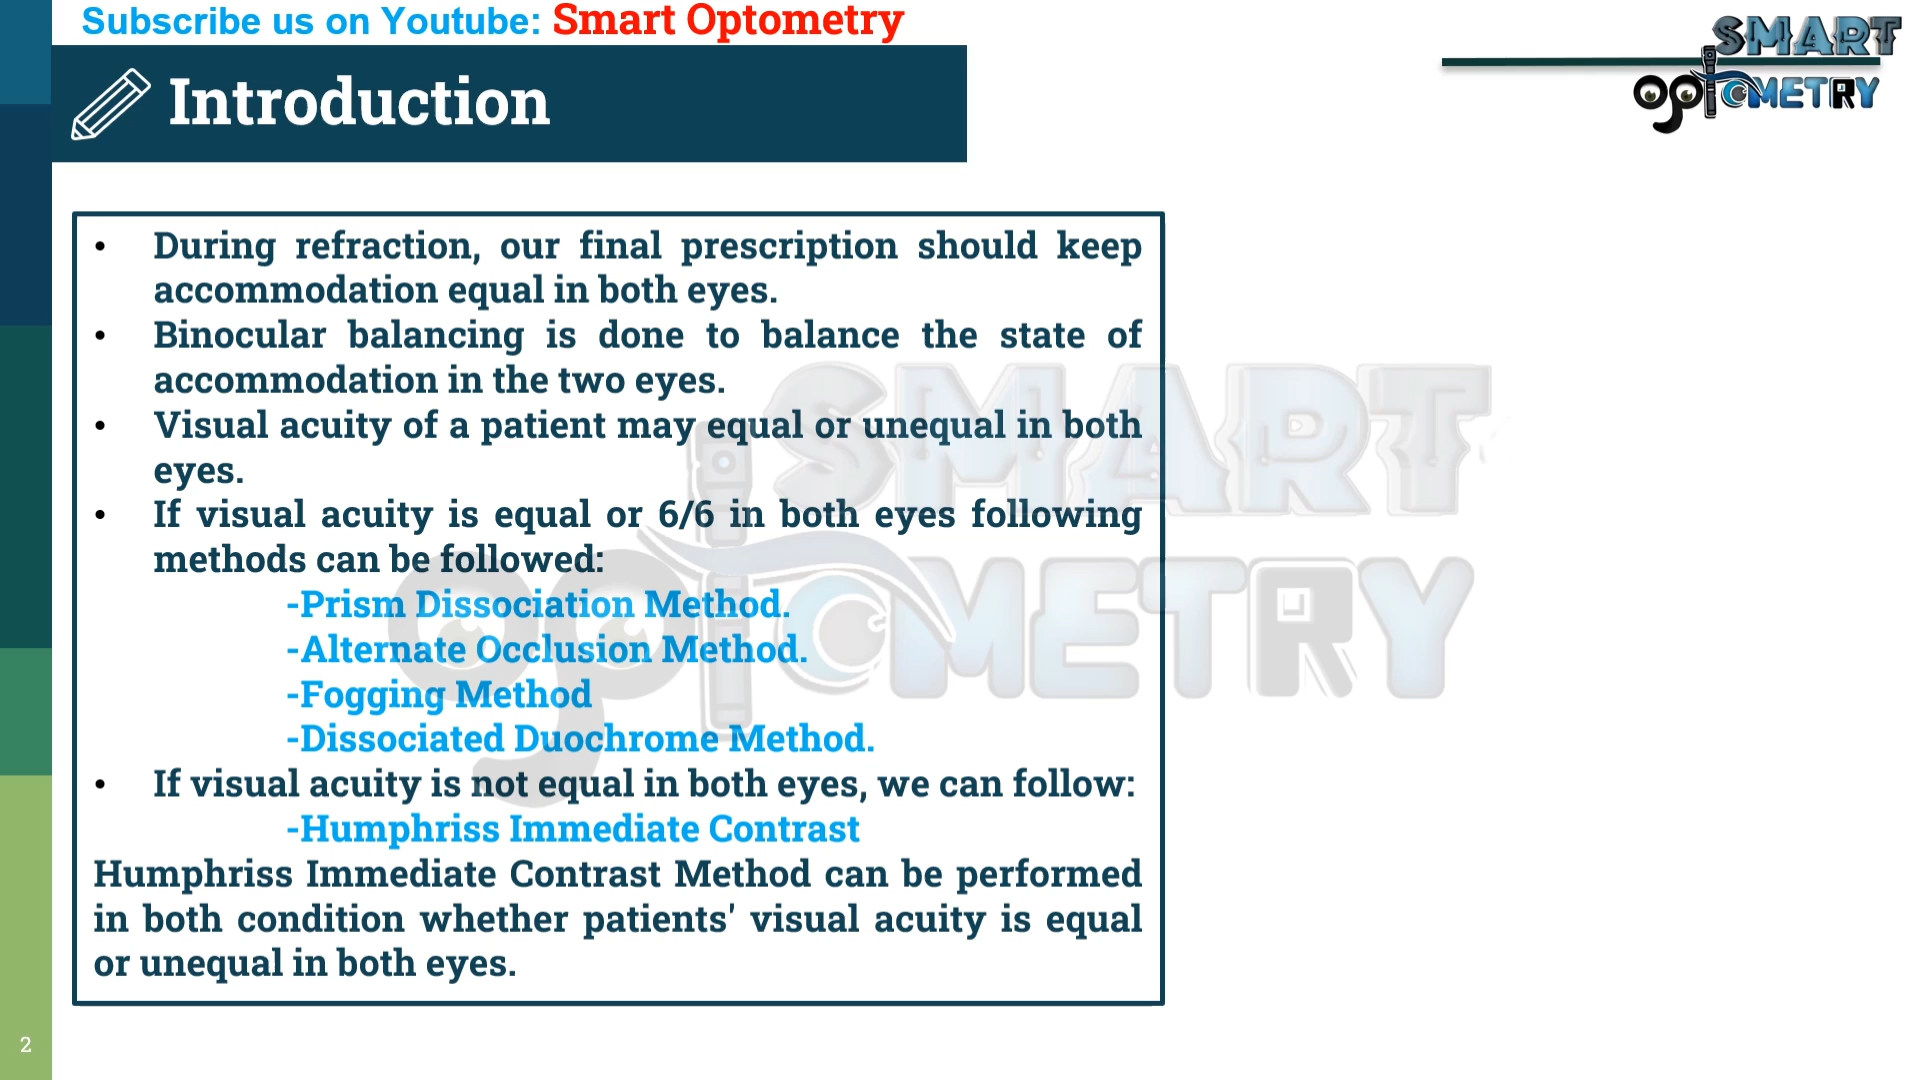 Subscribe us on Youtube: Smart Optometry
SMART
OPTOMETRY
Introduction
• During refraction, our final prescription should keep
accommodation equal in both eyes.
• Binocular balancing is done to balance the state of
accommodation in the two eyes.
• Visual acuity of a patient may equal or unequal in both
eyes.
• If visual acuity is equal or 6/6 in both eyes following
methods can be followed:
-Prism Dissociation Method.
-Alternate Occlusion Method.
-Fogging Method
-Dissociated Duochrome Method.
• If visual acuity is not equal in both eyes, we can follow:
-Humphriss Immediate Contrast
Humphriss Immediate Contrast Method can be performed
in both condition whether patients' visual acuity is equal
or unequal in both eyes.
SMART
OPTOMETRY
2